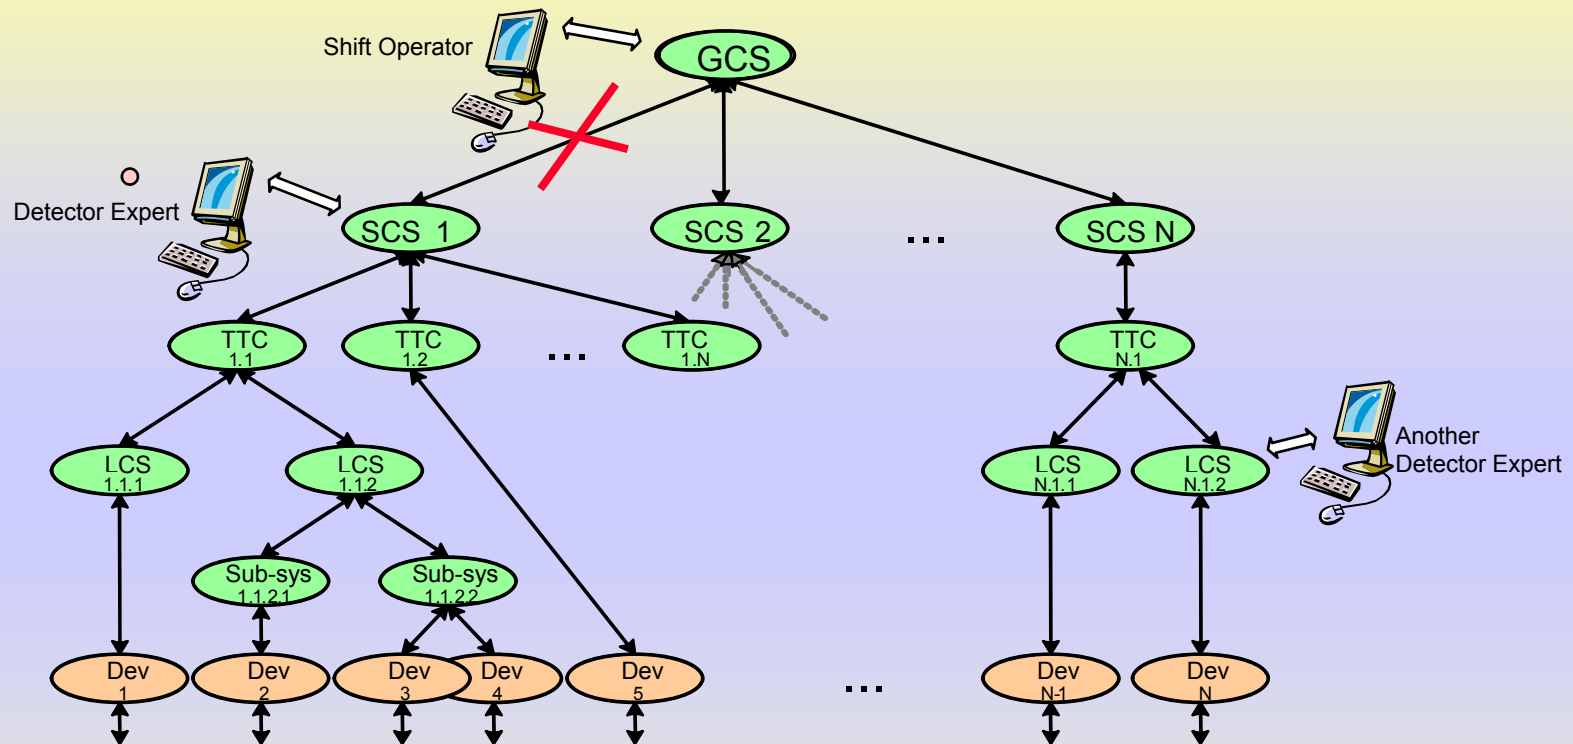 Shift Operator
GCS
Detector Expert
SCS 1
SCS 2
...
SCS N
TTC
1.1
TTC
1.2
...
TTC
1.N
TTC
N.1
LCS
1.1.1
LCS
1.1.2
LCS
N.1.1
LCS
N.1.2
Another
Detector Expert
Sub-sys
1.1.2.1
Sub-sys
1.1.2.2
Dev
1
Dev
2
Dev
3
Dev
4
Dev
5
...
Dev
N-1
Dev
N